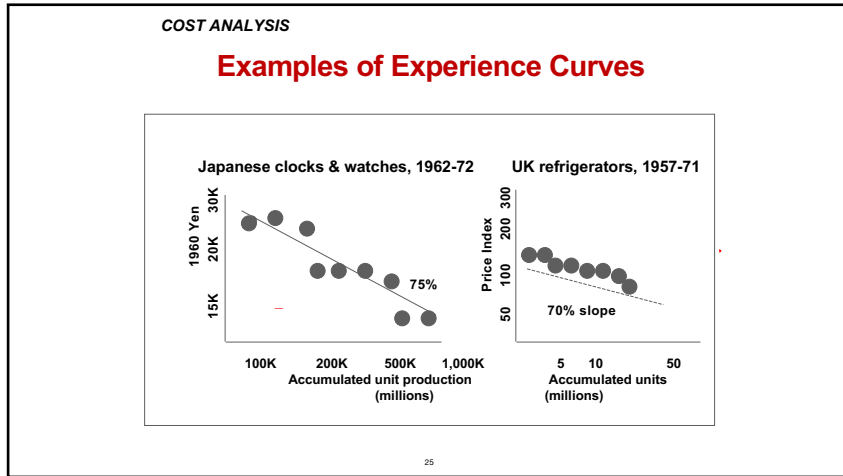 COST ANALYSIS
Examples of Experience Curves
Japanese clocks & watches, 1962-72
1960 Yen
30K
20K
15K
75%
100K 200K 500K 1,000K
Accumulated unit production
(millions)
UK refrigerators, 1957-71
Price Index
300
200
100
50
70% slope
5 10 50
Accumulated units
(millions)
25